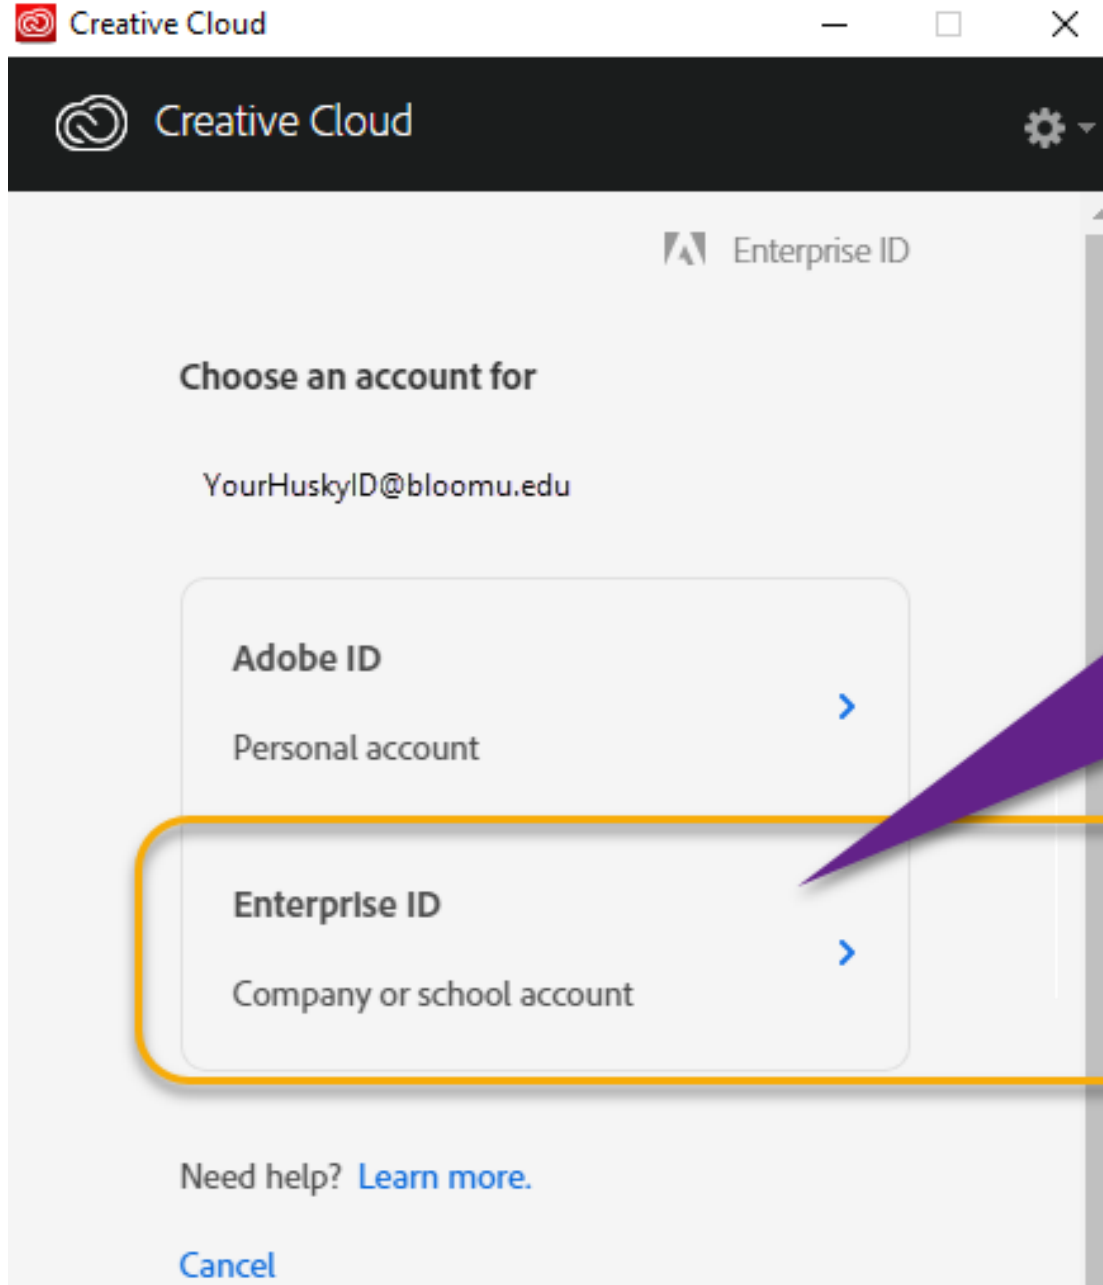 Creative Cloud
Creative Cloud
Enterprise ID
Choose an account for
YourHuskyID@bloomu.edu
Adobe ID
Personal account
Enterprise ID
Company or school account
Need help? Learn more.
Cancel